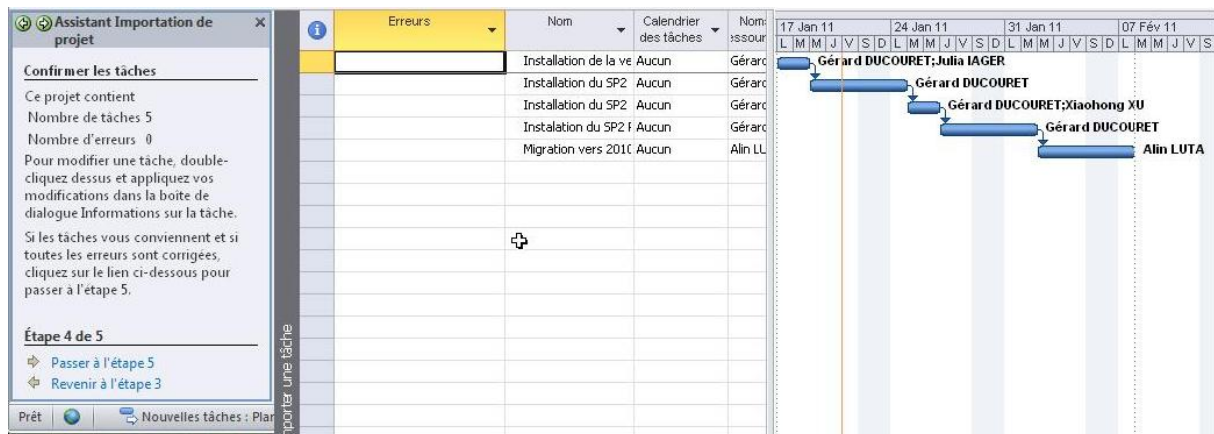 Assistant Importation de
projet
Confirmer les tâches
Ce projet contient
Nombre de tâches 5
Nombre d'erreurs 0
Pour modifier une tâche, double-
cliquez dessus et appliquez vos
modifications dans la boîte de
dialogue Informations sur la tâche.
Si les tâches vous conviennent et si
toutes les erreurs sont corrigées,
cliquez sur le lien ci-dessous pour
passer à l'étape 5.
Étape 4 de 5
Passer à l'étape 5
Revenir à l'étape 3
Prêt Nouvelles tâches : Plan
mporter une tâche
Erreurs Nom Calendrier des tâches Nom
Installation de la ve Aucun Gérard
Installation du SP2 Aucun Gérard
Installation du SP2 Aucun Gérard
Instalation du SP2 F Aucun Gérard
Migration vers 2010 Aucun Alin LU
17 Jan 11 24 Jan 11 31 Jan 11 07 Fév 11
L M M J V S D L M M J V S D L M M J V S D L M M J V S
Gérard DUCOURET;Julia IAGER
Gérard DUCOURET
Gérard DUCOURET;Xiaohong XU
Gérard DUCOURET
Alin LUTA